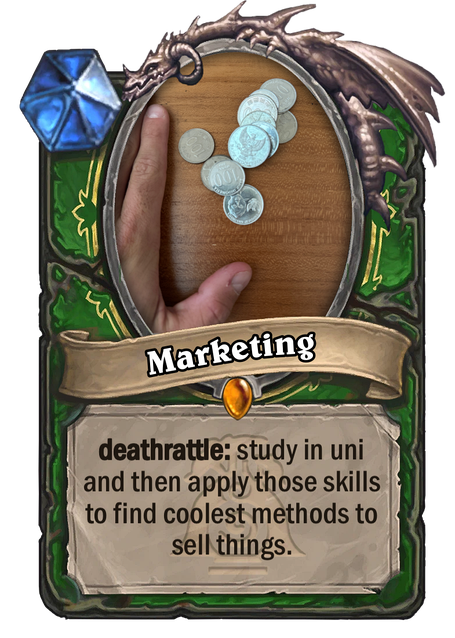 Marketing
deathrattle: study in uni
and then apply those skills
to find coolest methods to
sell things.